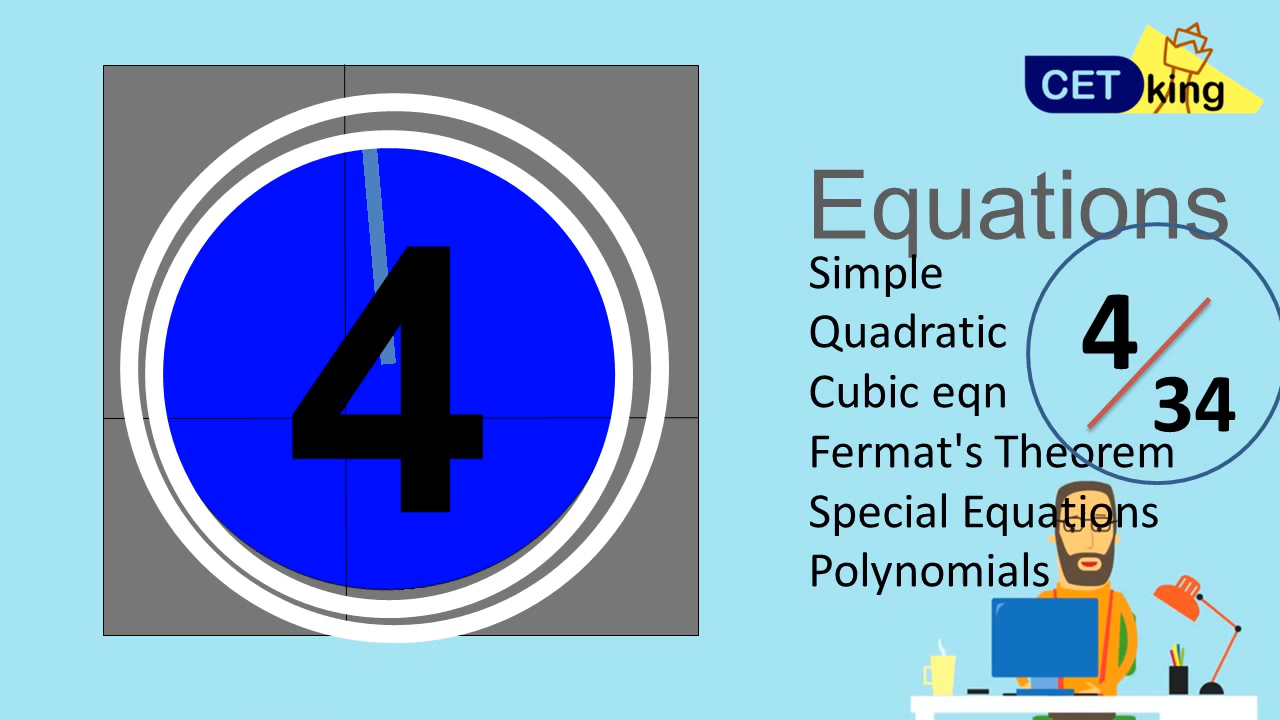 CET king
Equations
Simple
Quadratic
Cubic eqn
Fermat's Theorem
Special Equations
Polynomials
4
34
4